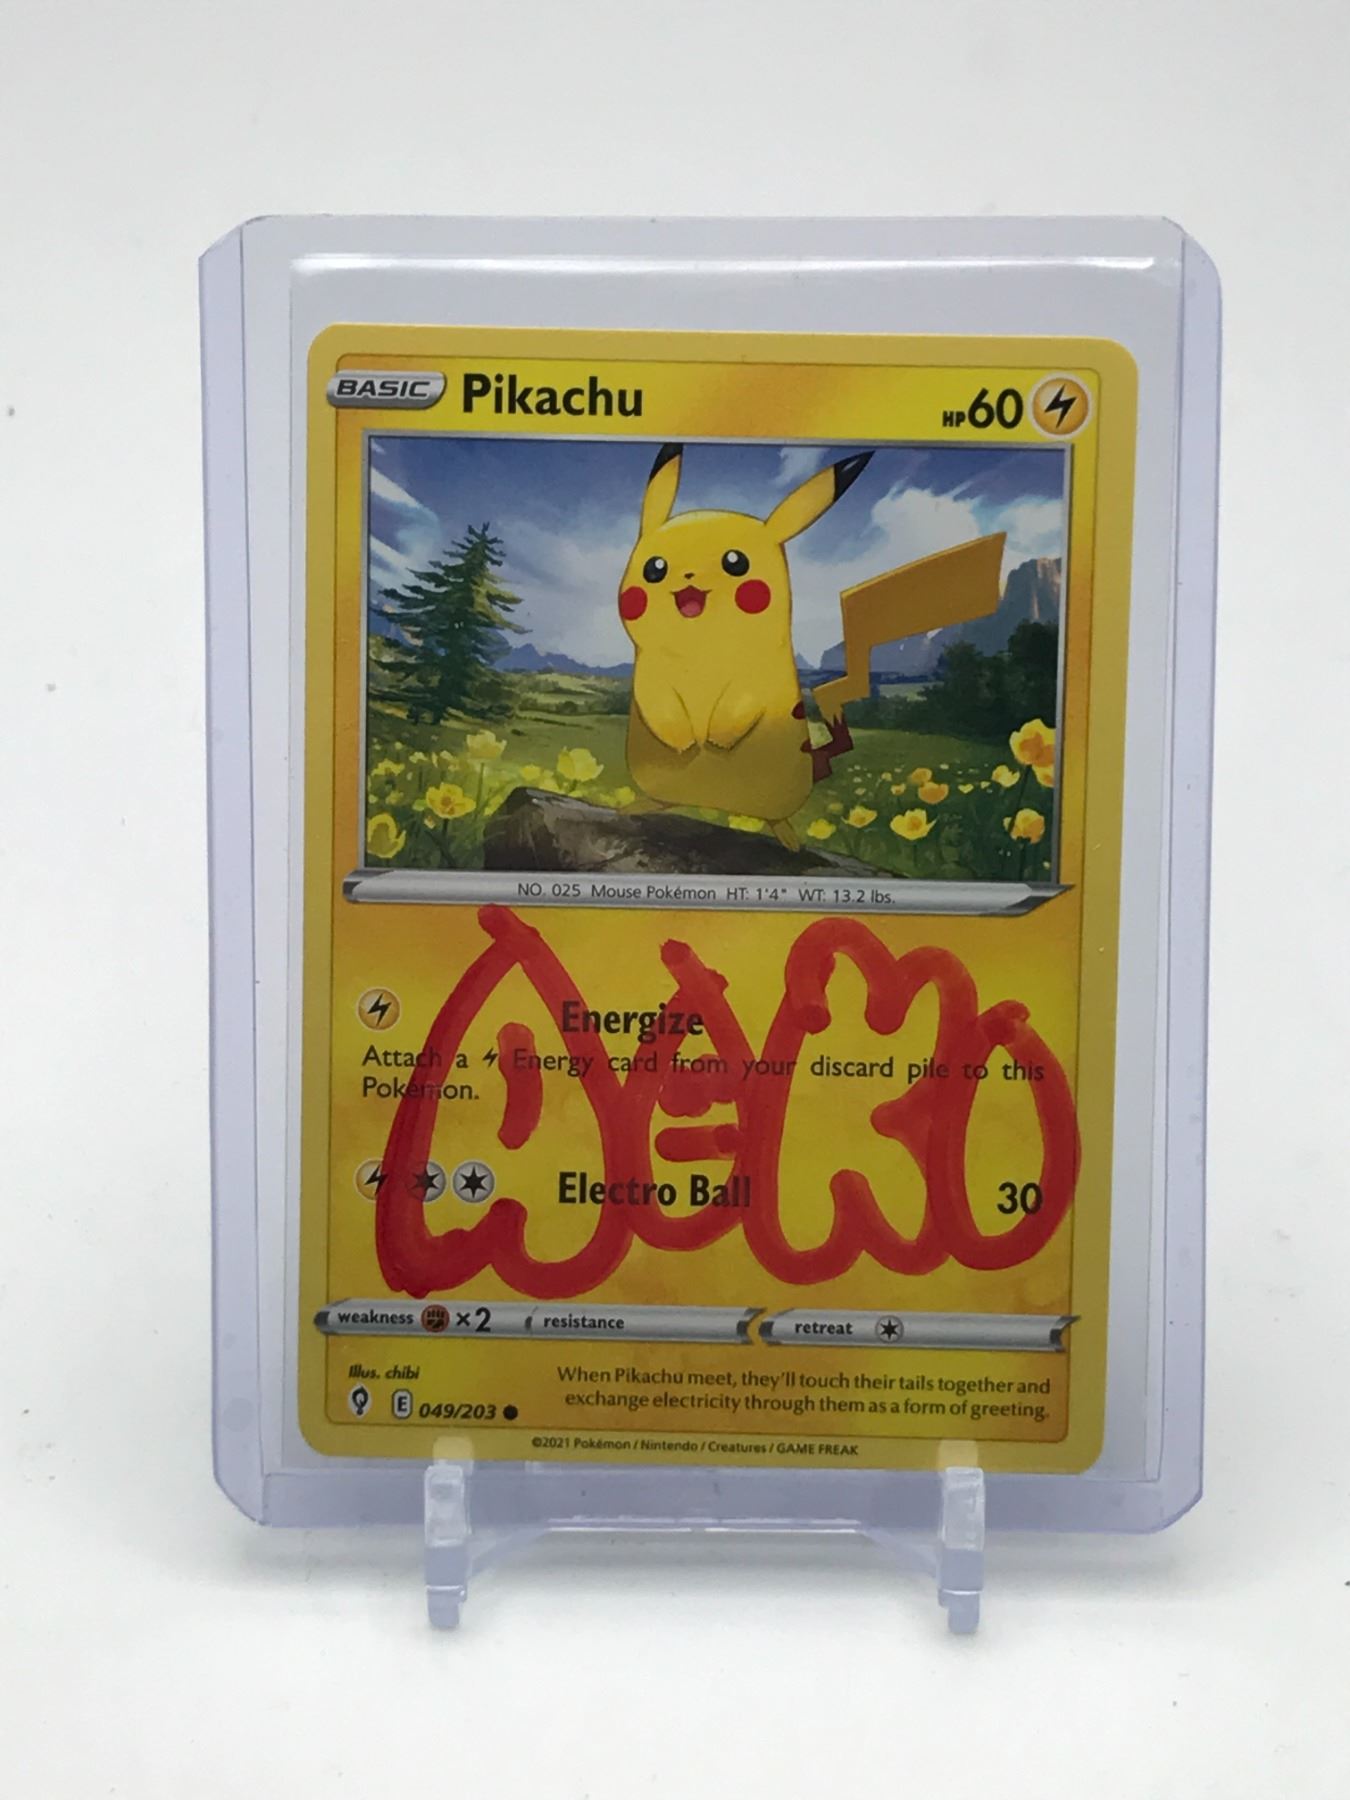 BASIC Pikachu HP60
NO. 025 Mouse Pokémon HT: 1'4" WT: 13.2 lbs.
Energize
Attach a Energy card from your discard pile to this
Pokémon.
Electro Ball 30
weakness ×2 resistance retreat
Illus. chibi
When Pikachu meet, they'll touch their tails together and
exchange electricity through them as a form of greeting.
E 049/203
©2021 Pokémon / Nintendo / Creatures / GAME FREAK